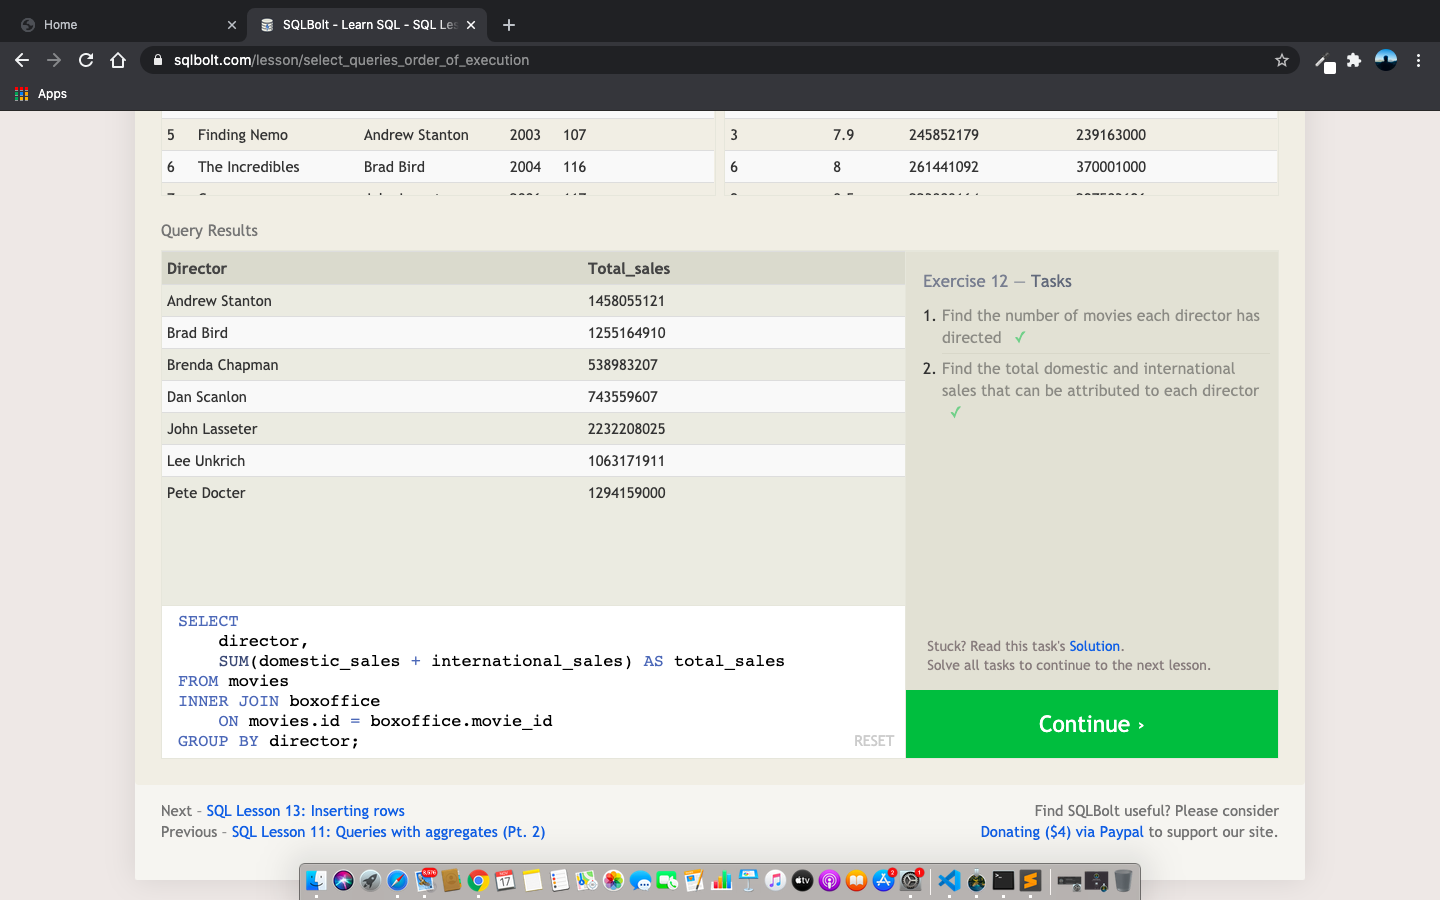 Home
SQLBolt - Learn SQL - SQL Les
sqlbolt.com/lesson/select_queries_order_of_execution
Apps
5 Finding Nemo Andrew Stanton 2003 107
3 7.9 245852179 239163000
6 The Incredibles Brad Bird 2004 116
6 8 261441092 370001000
Query Results
Director Total_sales
Andrew Stanton 1458055121
Brad Bird 1255164910
Brenda Chapman 538983207
Dan Scanlon 743559607
John Lasseter 2232208025
Lee Unkrich 1063171911
Pete Docter 1294159000
Exercise 12 — Tasks
1. Find the number of movies each director has
directed ✓
2. Find the total domestic and international
sales that can be attributed to each director
✓
Stuck? Read this task's Solution.
Solve all tasks to continue to the next lesson.
Continue ›
SELECT
director,
SUM(domestic_sales + international_sales) AS total_sales
FROM movies
INNER JOIN boxoffice
ON movies.id = boxoffice.movie_id
GROUP BY director;
RESET
Next - SQL Lesson 13: Inserting rows
Previous - SQL Lesson 11: Queries with aggregates (Pt. 2)
Find SQLBolt useful? Please consider
Donating ($4) via Paypal to support our site.
17
tv
2
1